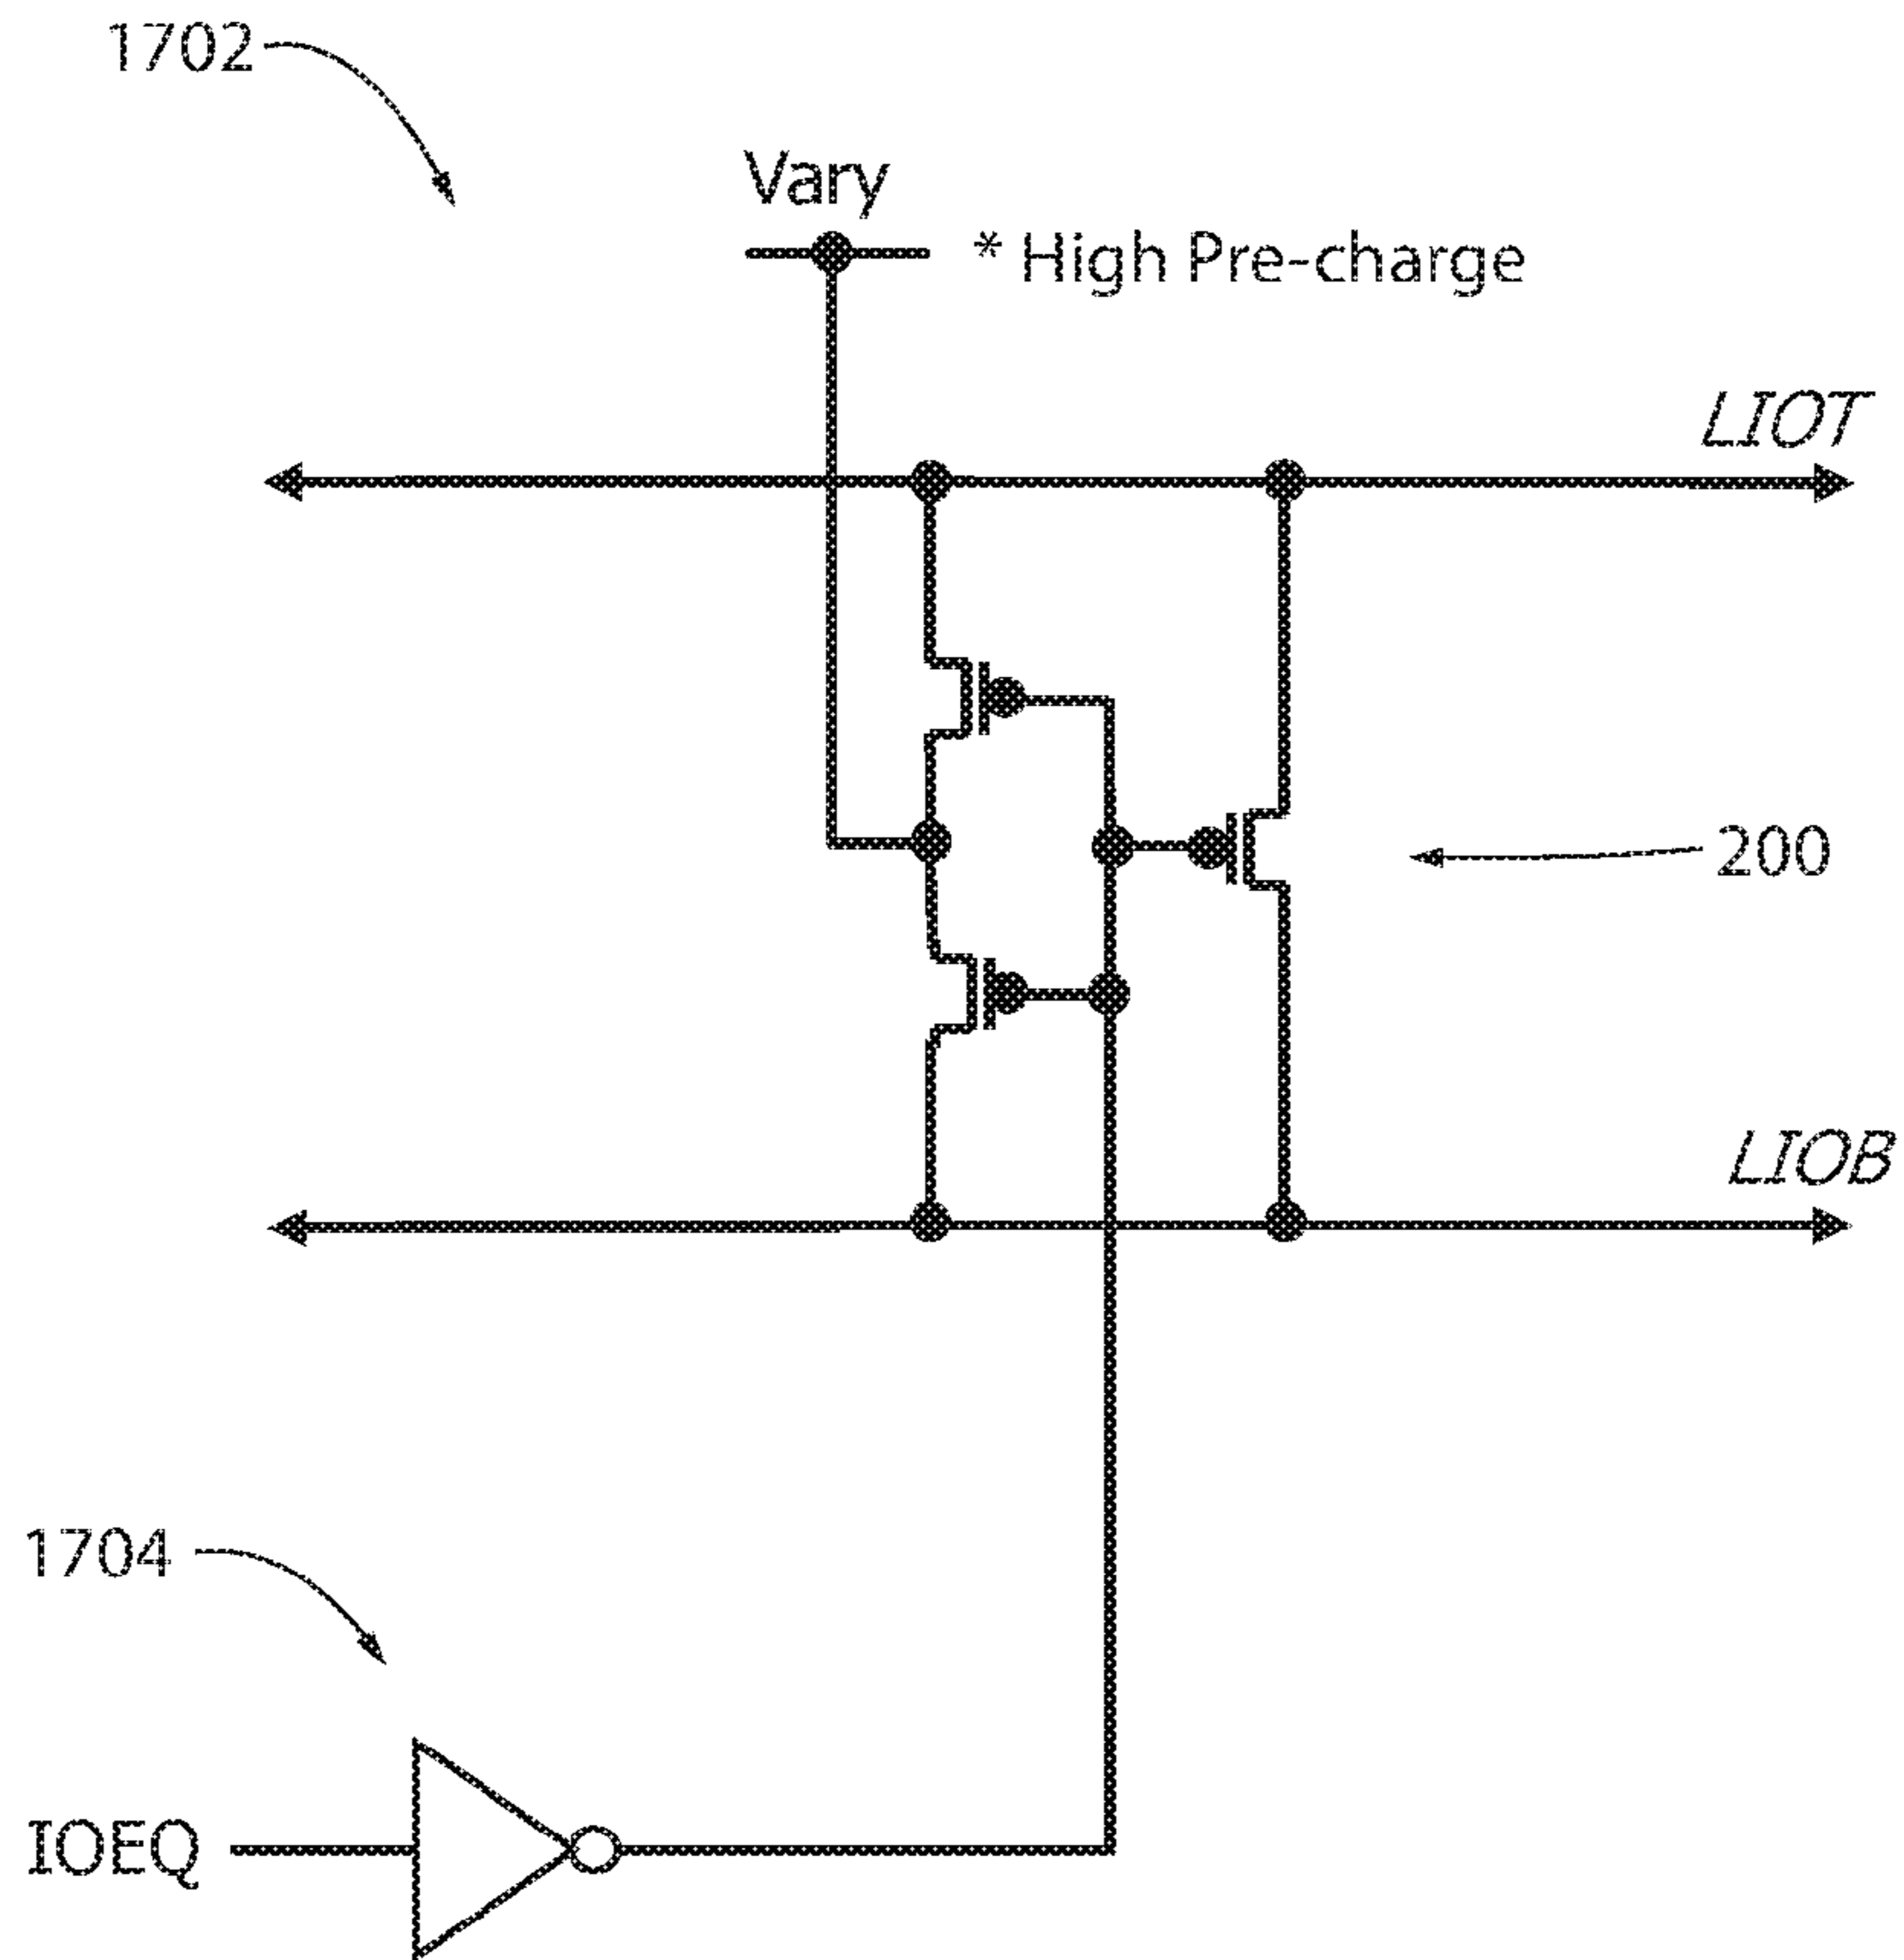 1702
Vary
* High Pre-charge
LIOT
200
LIOB
1704
IOEQ